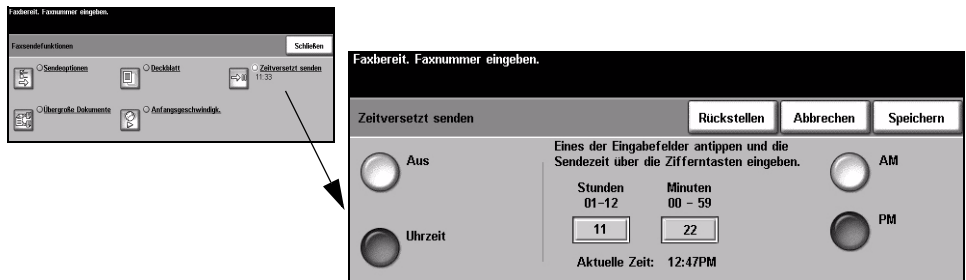 Faxbereit. Faxnummer eingeben.
Faxsendefunktionen
Schließen
Sendeoptionen
Deckblatt
Zeitversetzt senden
11:33
Übergroße Dokumente
Anfangsgeschwindigk.
Faxbereit. Faxnummer eingeben.
Zeitversetzt senden
Rückstellen
Abbrechen
Speichern
Aus
Uhrzeit
Eines der Eingabefelder antippen und die
Sendezeit über die Zifferntasten eingeben.
Stunden
01-12
Minuten
00 - 59
11
22
Aktuelle Zeit: 12:47PM
AM
PM